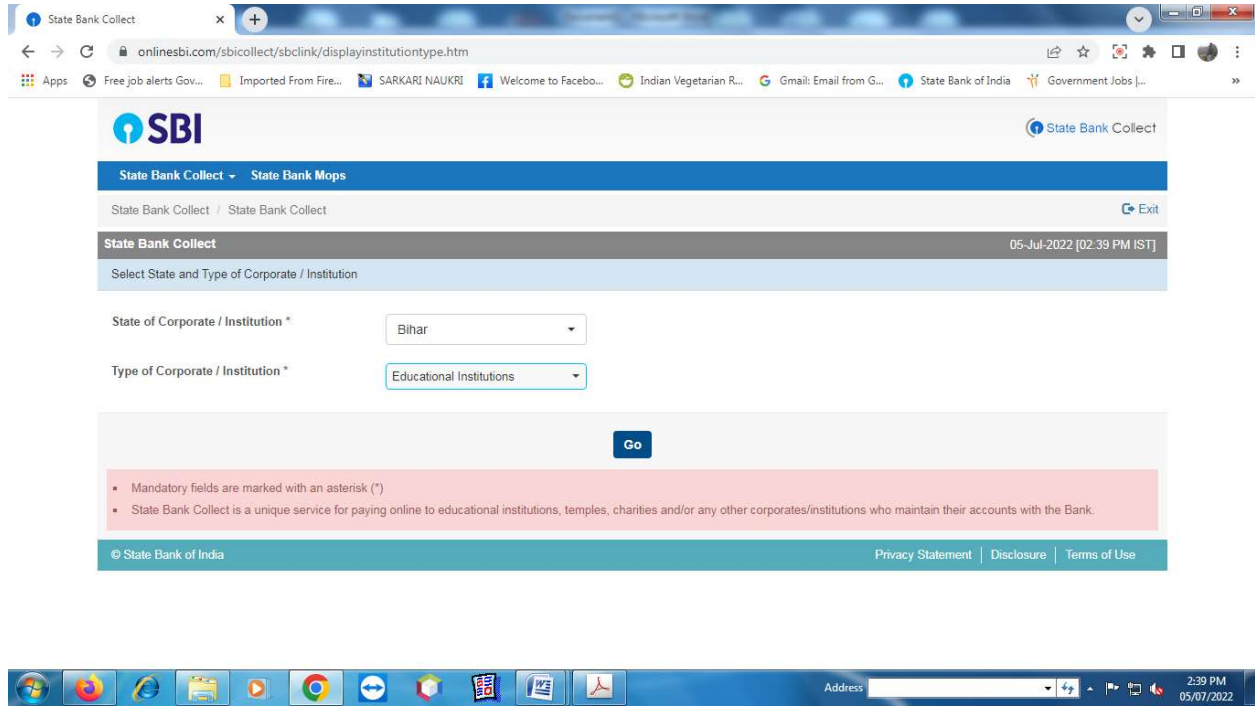 State Bank Collect
onlinesbi.com/sbicollect/sbclink/displayinstitutiontype.htm
Apps Free job alerts Gov... Imported From Fire... SARKARI NAUKRI Welcome to Facebo... Indian Vegetarian R... Gmail: Email from G... State Bank of India Government Jobs |... »
SBI State Bank Collect
State Bank Collect State Bank Mops
State Bank Collect / State Bank Collect Exit
State Bank Collect 05-Jul-2022 [02:39 PM IST]
Select State and Type of Corporate / Institution
State of Corporate / Institution * Bihar
Type of Corporate / Institution * Educational Institutions
Go
▪ Mandatory fields are marked with an asterisk (*)
▪ State Bank Collect is a unique service for paying online to educational institutions, temples, charities and/or any other corporates/institutions who maintain their accounts with the Bank.
© State Bank of India Privacy Statement | Disclosure | Terms of Use
Address 2:39 PM
05/07/2022